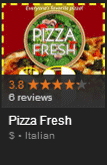 Everyone's favorite pizza!
PIZZA
FRESH
3.8
6 reviews
Pizza Fresh
$ • Italian